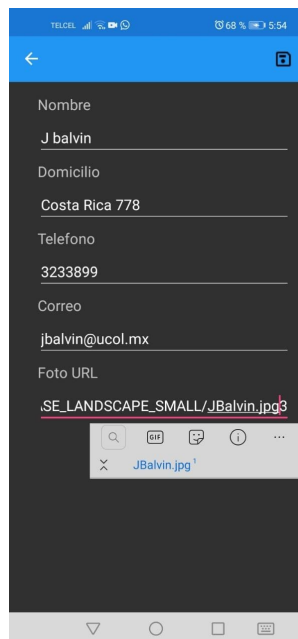 TELCEL 68 % 5:54
Nombre
J balvin
Domicilio
Costa Rica 778
Telefono
3233899
Correo
jbalvin@ucol.mx
Foto URL
SE_LANDSCAPE_SMALL/JBalvin.jpg3
GIF
JBalvin.jpg 1